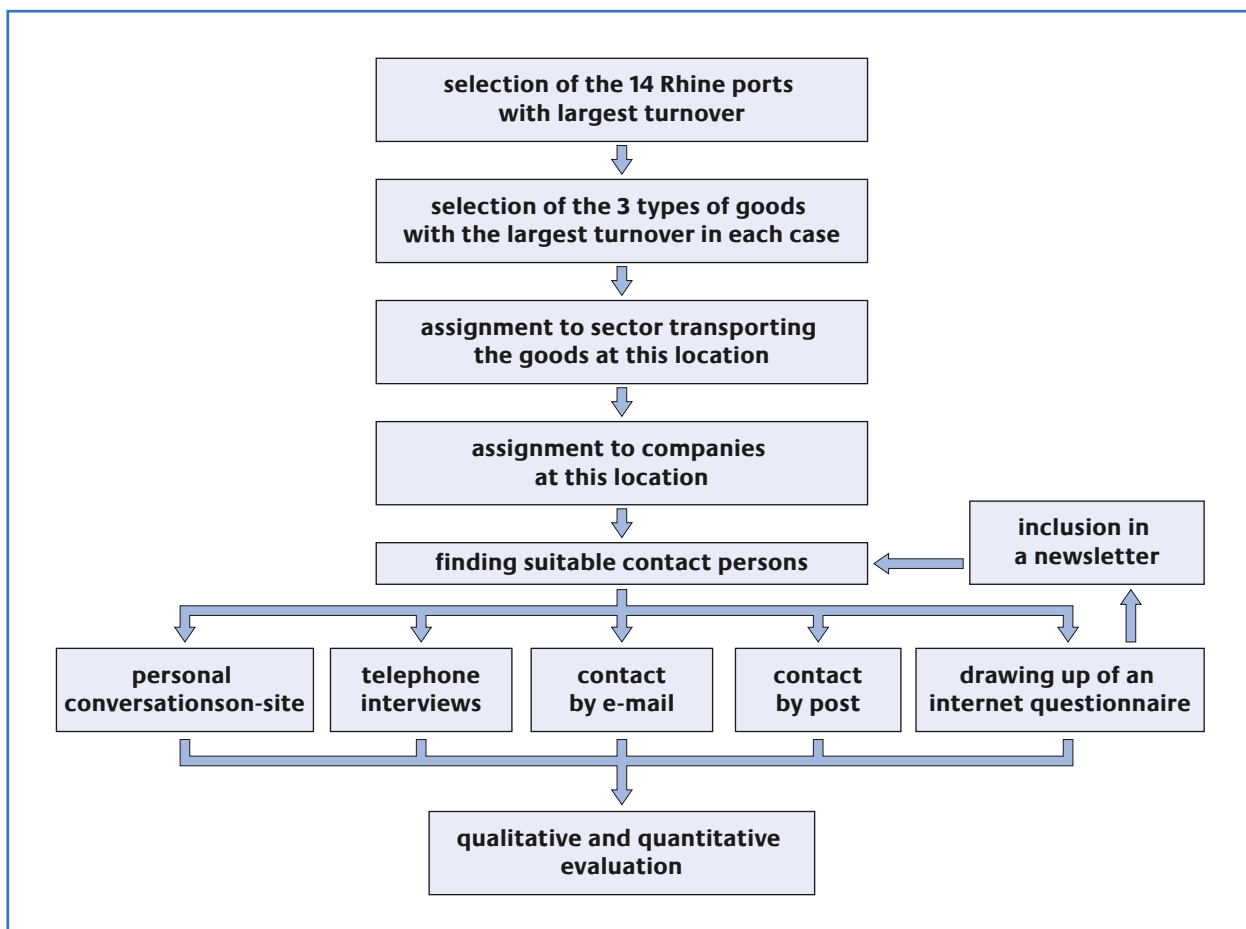 selection of the 14 Rhine ports
with largest turnover
selection of the 3 types of goods
with the largest turnover in each case
assignment to sector transporting
the goods at this location
assignment to companies
at this location
inclusion in
a newsletter
finding suitable contact persons
personal
conversationson-site
telephone
interviews
contact
by e-mail
contact
by post
drawing up of an
internet questionnaire
qualitative and quantitative
evaluation